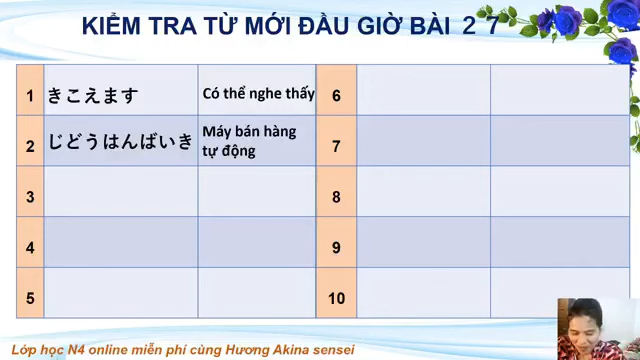 KIỂM TRA TỪ MỚI ĐẦU GIỜ BÀI 27
1 きこえます Có thể nghe thấy 6
2 じどうはんばいき Máy bán hàng tự động 7
3 8
4 9
5 10
Lớp học N4 online miễn phí cùng Hương Akina sensei